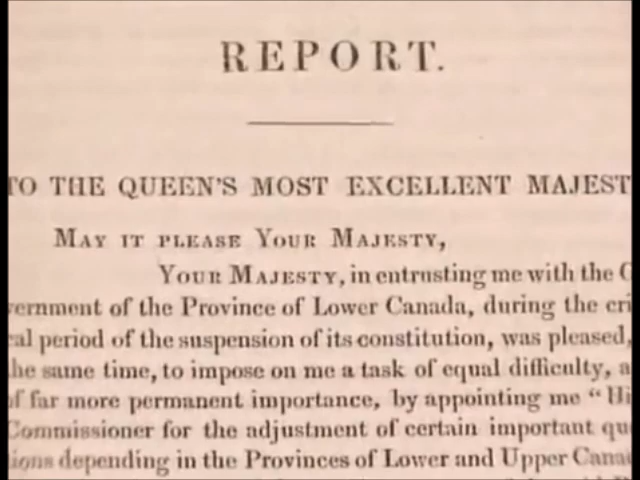 REPORT.
TO THE QUEEN'S MOST EXCELLENT MAJEST
MAY IT PLEASE YOUR MAJESTY,
YOUR MAJESTY, in entrusting me with the G
vernment of the Province of Lower Canada, during the cri
al period of the suspension of its constitution, was pleased,
he same time, to impose on me a task of equal difficulty, a
of far more permanent importance, by appointing me “Hi
Commissioner for the adjustment of certain important qu
ions depending in the Provinces of Lower and Upper Cana